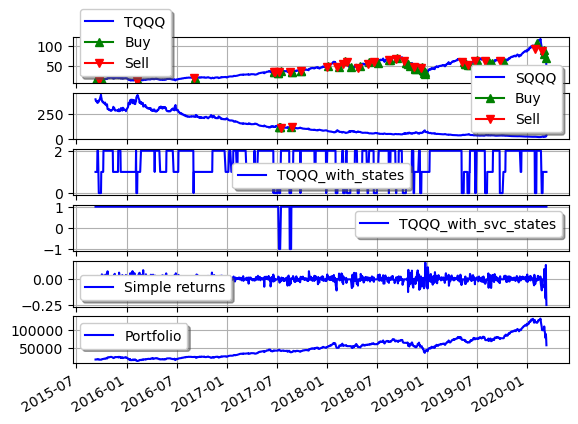 TQQQ
Buy
Sell
100
50
SQQQ
Buy
Sell
250
0
2
0
TQQQ_with_states
1
0
−1
TQQQ_with_svc_states
0.00
−0.25
Simple returns
100000
50000
Portfolio
2015-07
2016-01
2016-07
2017-01
2017-07
2018-01
2018-07
2019-01
2019-07
2020-01